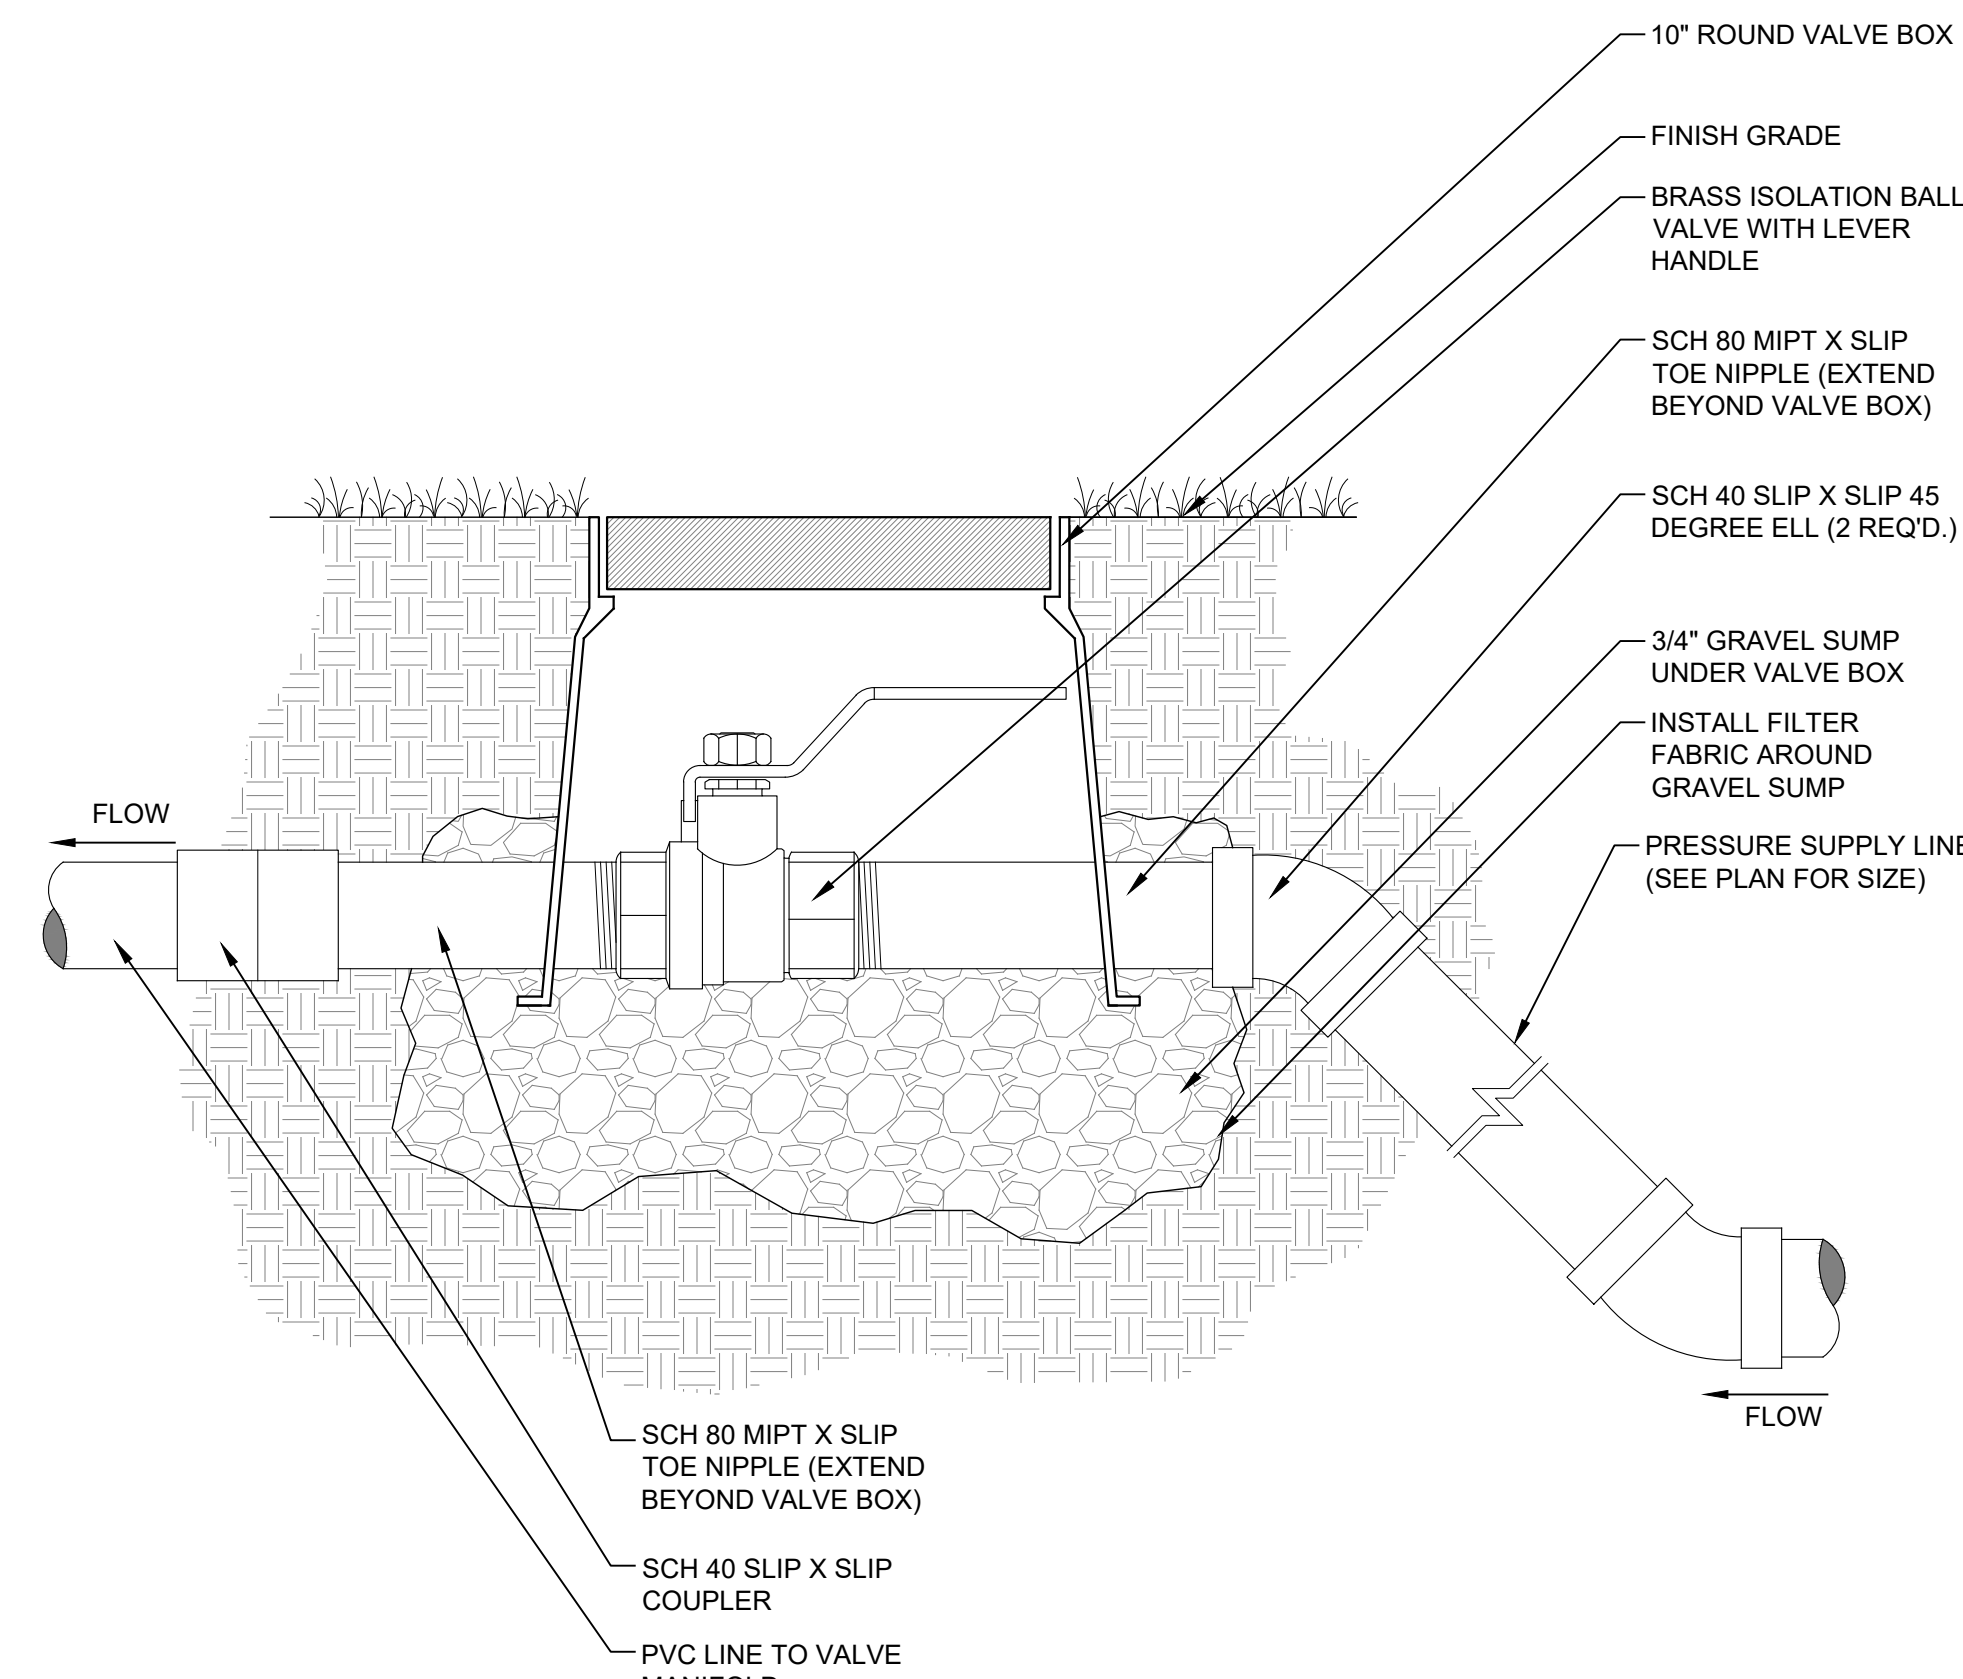 10" ROUND VALVE BOX
FINISH GRADE
BRASS ISOLATION BALL
VALVE WITH LEVER
HANDLE
SCH 80 MIPT X SLIP
TOE NIPPLE (EXTEND
BEYOND VALVE BOX)
SCH 40 SLIP X SLIP 45
DEGREE ELL (2 REQ'D.)
3/4" GRAVEL SUMP
UNDER VALVE BOX
INSTALL FILTER
FABRIC AROUND
GRAVEL SUMP
PRESSURE SUPPLY LINE
(SEE PLAN FOR SIZE)
FLOW
FLOW
SCH 80 MIPT X SLIP
TOE NIPPLE (EXTEND
BEYOND VALVE BOX)
SCH 40 SLIP X SLIP
COUPLER
PVC LINE TO VALVE